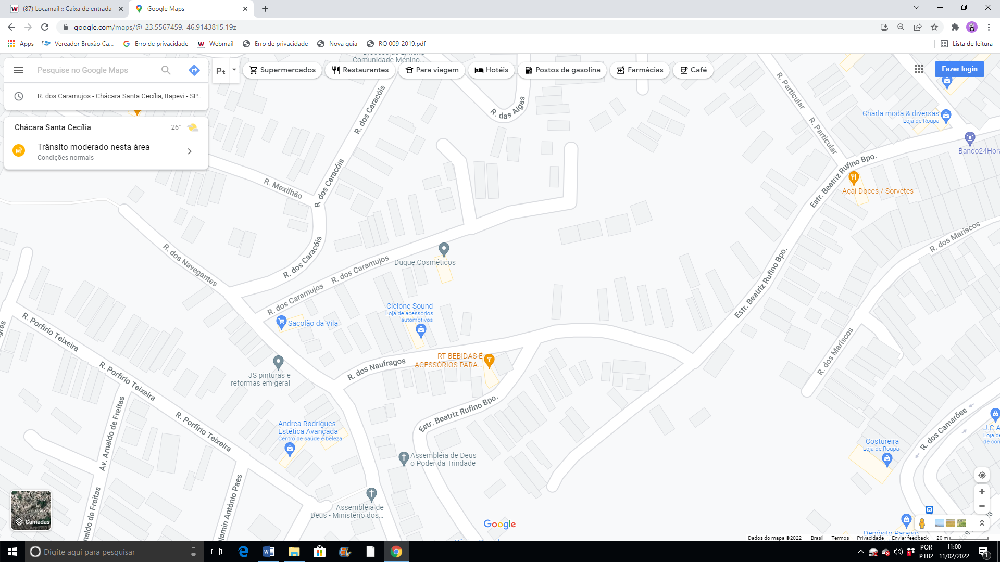 (87) Locamail :: Caixa de entrada
Google Maps
google.com/maps/@-23.5567459,-46.9143815,19z
Apps
Vereador Bruxão Ca...
Erro de privacidade
Webmail
Erro de privacidade
Nova guia
RQ 009-2019.pdf
Lista de leitura
Pesquise no Google Maps
Supermercados
Restaurantes
Para viagem
Hotéis
Postos de gasolina
Farmácias
Café
Fazer login
R. dos Caramujos - Chácara Santa Cecília, Itapevi - SP...
Chácara Santa Cecília
26°
Trânsito moderado nesta área
Condições normais
Comunidade Menino
R. das Algas
R. dos Caracóis
R. Particular
R. Particular
Charla moda & diversas
Loja de Roupa
Banco24Hora
Estr. Beatriz Rufino Bpo.
Açaí Doces / Sorvetes
R. Mexilhão
R. dos Caracóis
R. dos Mariscos
R. dos Navegantes
R. dos Caracóis
R. dos Caramujos
Duque Cosméticos
Estr. Beatriz Rufino Bpo.
R. dos Caramujos
Ciclone Sound
Loja de acessórios
automotivos
Sacolão da Vila
R. Porfírio Teixeira
R. dos Mariscos
R. dos Naufragos
RT BEBIDAS E
ACESSÓRIOS PARA...
JS pinturas e
reformas em geral
R. Porfírio Teixeira
Estr. Beatriz Rufino Bpo.
R. Porfírio Teixeira
Av. Arnaldo de Freitas
Andrea Rodrigues
Estética Avançada
Centro de saúde e beleza
R. dos Camarões
J.C.A
Loja de
de con
Costureira
Loja de Roupa
Assembléia de Deus
o Poder da Trindade
Assembléia de
Deus - Ministério dos...
naldo de Freitas
jamin Antônio Paes
Camadas
Google
Depósito Paraiso
Dados do mapa ©2022
Brasil
Termos
Privacidade
Enviar feedback
20 m
Digite aqui para pesquisar
POR
PTB2
11:00
11/02/2022
1